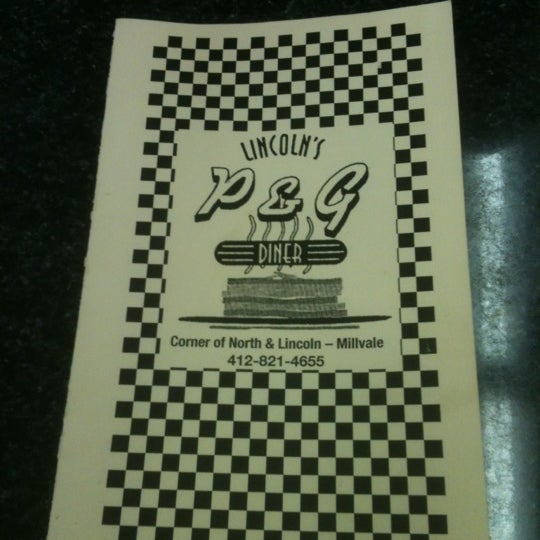 LINCOLN'S
P & G
DINER
Corner of North & Lincoln – Millvale
412-821-4655